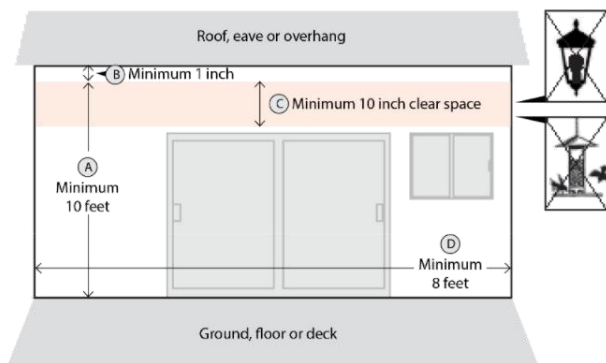 Roof, eave or overhang
B Minimum 1 inch
C Minimum 10 inch clear space
A
Minimum
10 feet
D
Minimum
8 feet
Ground, floor or deck